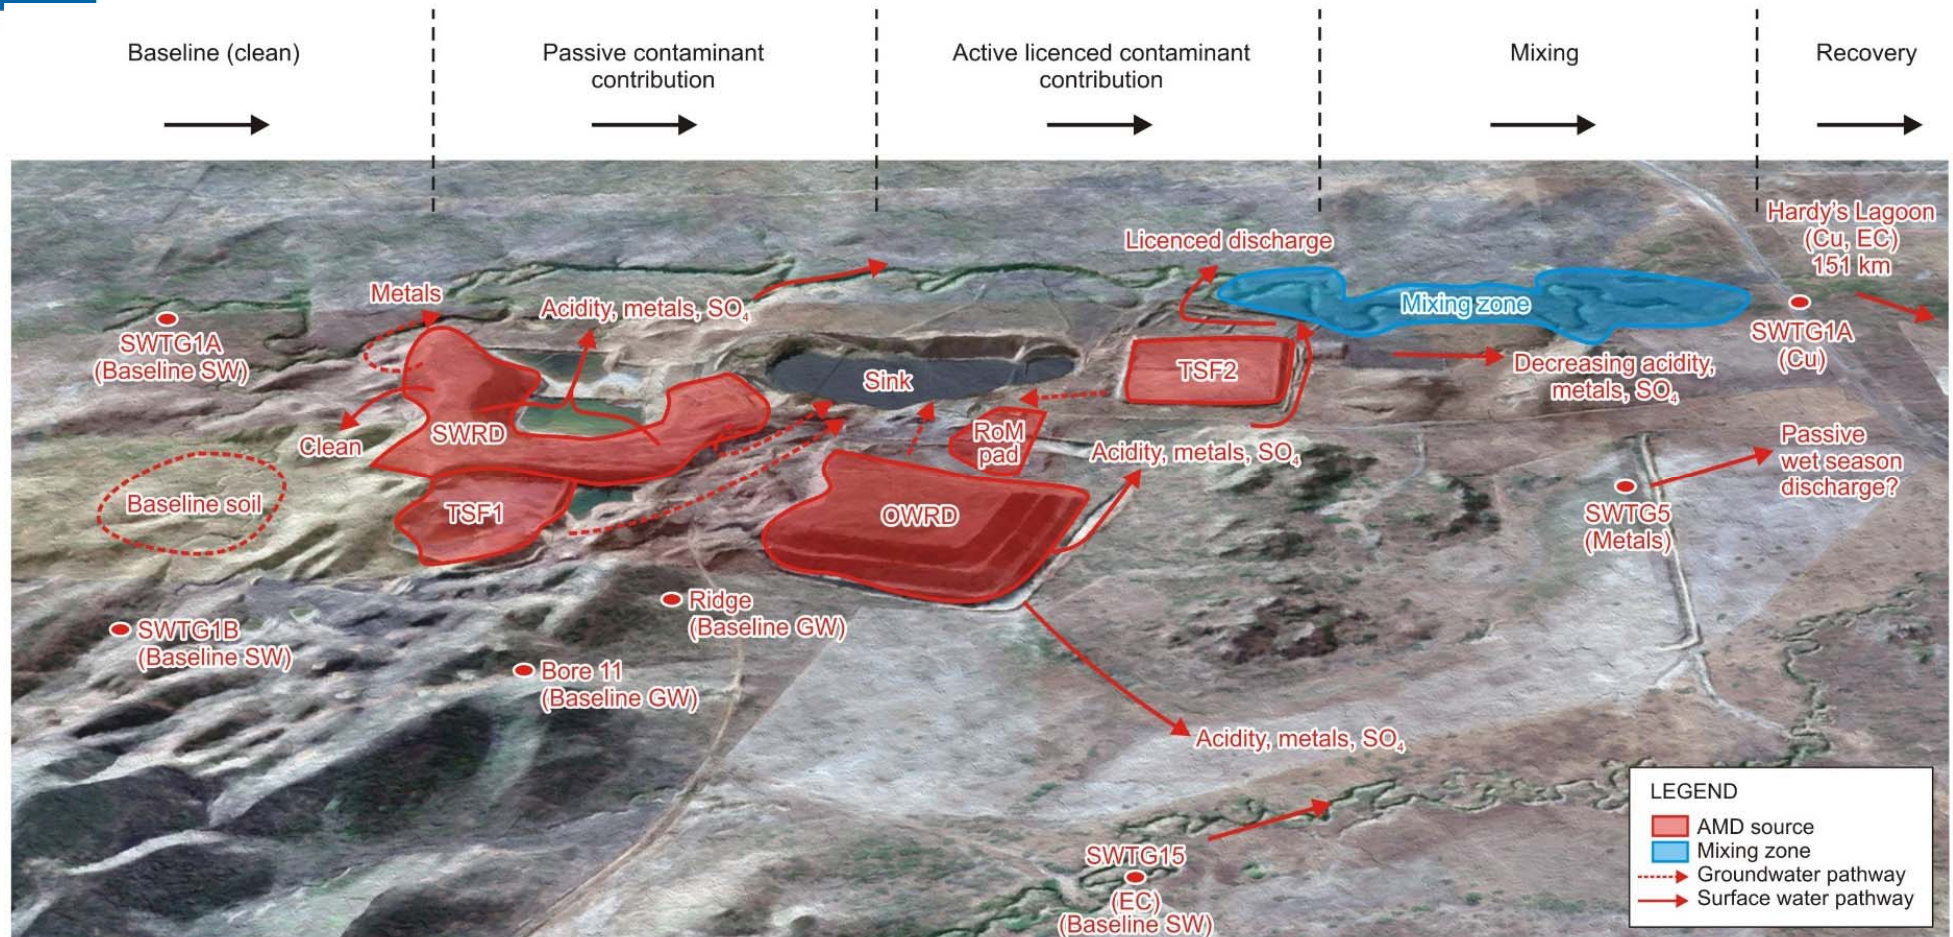 Baseline (clean)
Passive contaminant
contribution
Active licenced contaminant
contribution
Mixing
Recovery
Hardy's Lagoon
(Cu, EC)
151 km
Licenced discharge
Metals
Acidity, metals, SO₄
Mixing zone
SWTG1A
(Baseline SW)
SWTG1A
(Cu)
Sink
TSF2
Decreasing acidity,
metals, SO₄
Clean
SWRD
RoM
pad
Acidity, metals, SO₄
Passive
wet season
discharge?
Baseline soil
TSF1
OWRD
SWTG5
(Metals)
Ridge
(Baseline GW)
SWTG1B
(Baseline SW)
Bore 11
(Baseline GW)
Acidity, metals, SO₄
SWTG15
(EC)
(Baseline SW)
LEGEND
AMD source
Mixing zone
Groundwater pathway
Surface water pathway